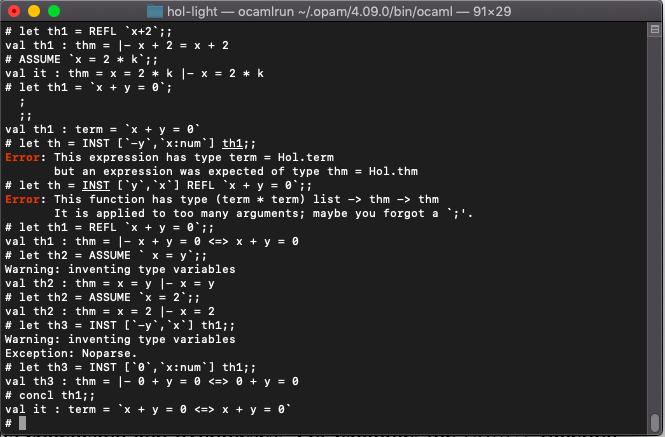 hol-light — ocamlrun ~/.opam/4.09.0/bin/ocaml — 91×29
# let th1 = REFL `x+2`;;
val th1 : thm = |- x + 2 = x + 2
# ASSUME `x = 2 * k`;;
val it : thm = x = 2 * k |- x = 2 * k
# let th1 = `x + y = 0`;
;
;;
val th1 : term = `x + y = 0`
# let th = INST [`-y`,`x:num`] th1;;
Error: This expression has type term = Hol.term
but an expression was expected of type thm = Hol.thm
# let th = INST [`y`,`x`] REFL `x + y = 0`;;
Error: This function has type (term * term) list -> thm -> thm
It is applied to too many arguments; maybe you forgot a `;'.
# let th1 = REFL `x + y = 0`;;
val th1 : thm = |- x + y = 0 <=> x + y = 0
# let th2 = ASSUME ` x = y`;;
Warning: inventing type variables
val th2 : thm = x = y |- x = y
# let th2 = ASSUME `x = 2`;;
val th2 : thm = x = 2 |- x = 2
# let th3 = INST [`-y`,`x`] th1;;
Warning: inventing type variables
Exception: Noparse.
# let th3 = INST [`0`,`x:num`] th1;;
val th3 : thm = |- 0 + y = 0 <=> 0 + y = 0
# concl th1;;
val it : term = `x + y = 0 <=> x + y = 0`
#